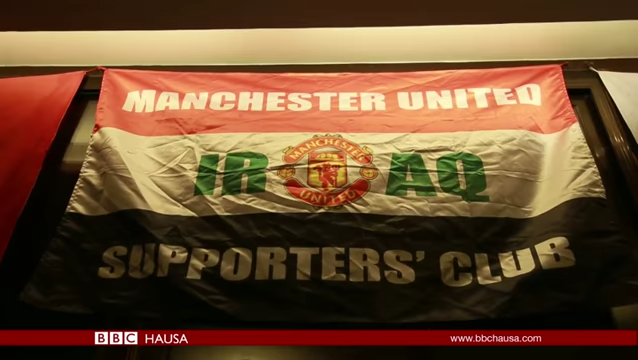 MANCHESTER UNITED
IR AQ
MANCHESTER
UNITED
SUPPORTERS' CLUB
BBC HAUSA
www.bbchausa.com